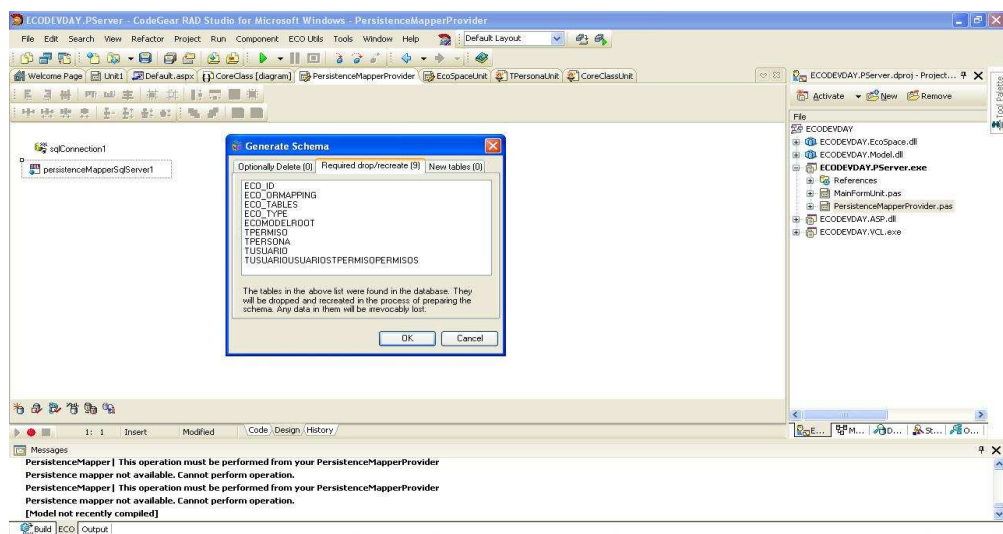 ECODEVDAY.PServer - CodeGear RAD Studio for Microsoft Windows - PersistenceMapperProvider
File Edit Search View Refactor Project Run Component ECO Utils Tools Window Help Default Layout
Welcome Page Unit1 Default.aspx CoreClass [diagram] PersistenceMapperProvider EcoSpaceUnit TPersonaUnit CoreClassUnit
sqlConnection1
persistenceMapperSqlServer1
Generate Schema
Optionally Delete (0) Required drop/recreate (9) New tables (0)
ECO_ID
ECO_ORMAPPING
ECO_TABLES
ECO_TYPE
ECOMODELROOT
TPERMISO
TPERSONA
TUSUARIO
TUSUARIOUSUARIOSTPERMISOPERMISOS
The tables in the above list were found in the database. They
will be dropped and recreated in the process of preparing the
schema. Any data in them will be irrevocably lost.
OK Cancel
ECODEVDAY.PServer.dproj - Project...
Activate New Remove
File
ECODEVDAY
ECODEVDAY.EcoSpace.dll
ECODEVDAY.Model.dll
ECODEVDAY.PServer.exe
References
MainFormUnit.pas
PersistenceMapperProvider.pas
ECODEVDAY.ASP.dll
ECODEVDAY.VCL.exe
E... M... D... St... O...
Tool Palette
1: 1 Insert Modified Code Design History
Messages
PersistenceMapper| This operation must be performed from your PersistenceMapperProvider
Persistence mapper not available. Cannot perform operation.
PersistenceMapper| This operation must be performed from your PersistenceMapperProvider
Persistence mapper not available. Cannot perform operation.
[Model not recently compiled]
Build ECO Output